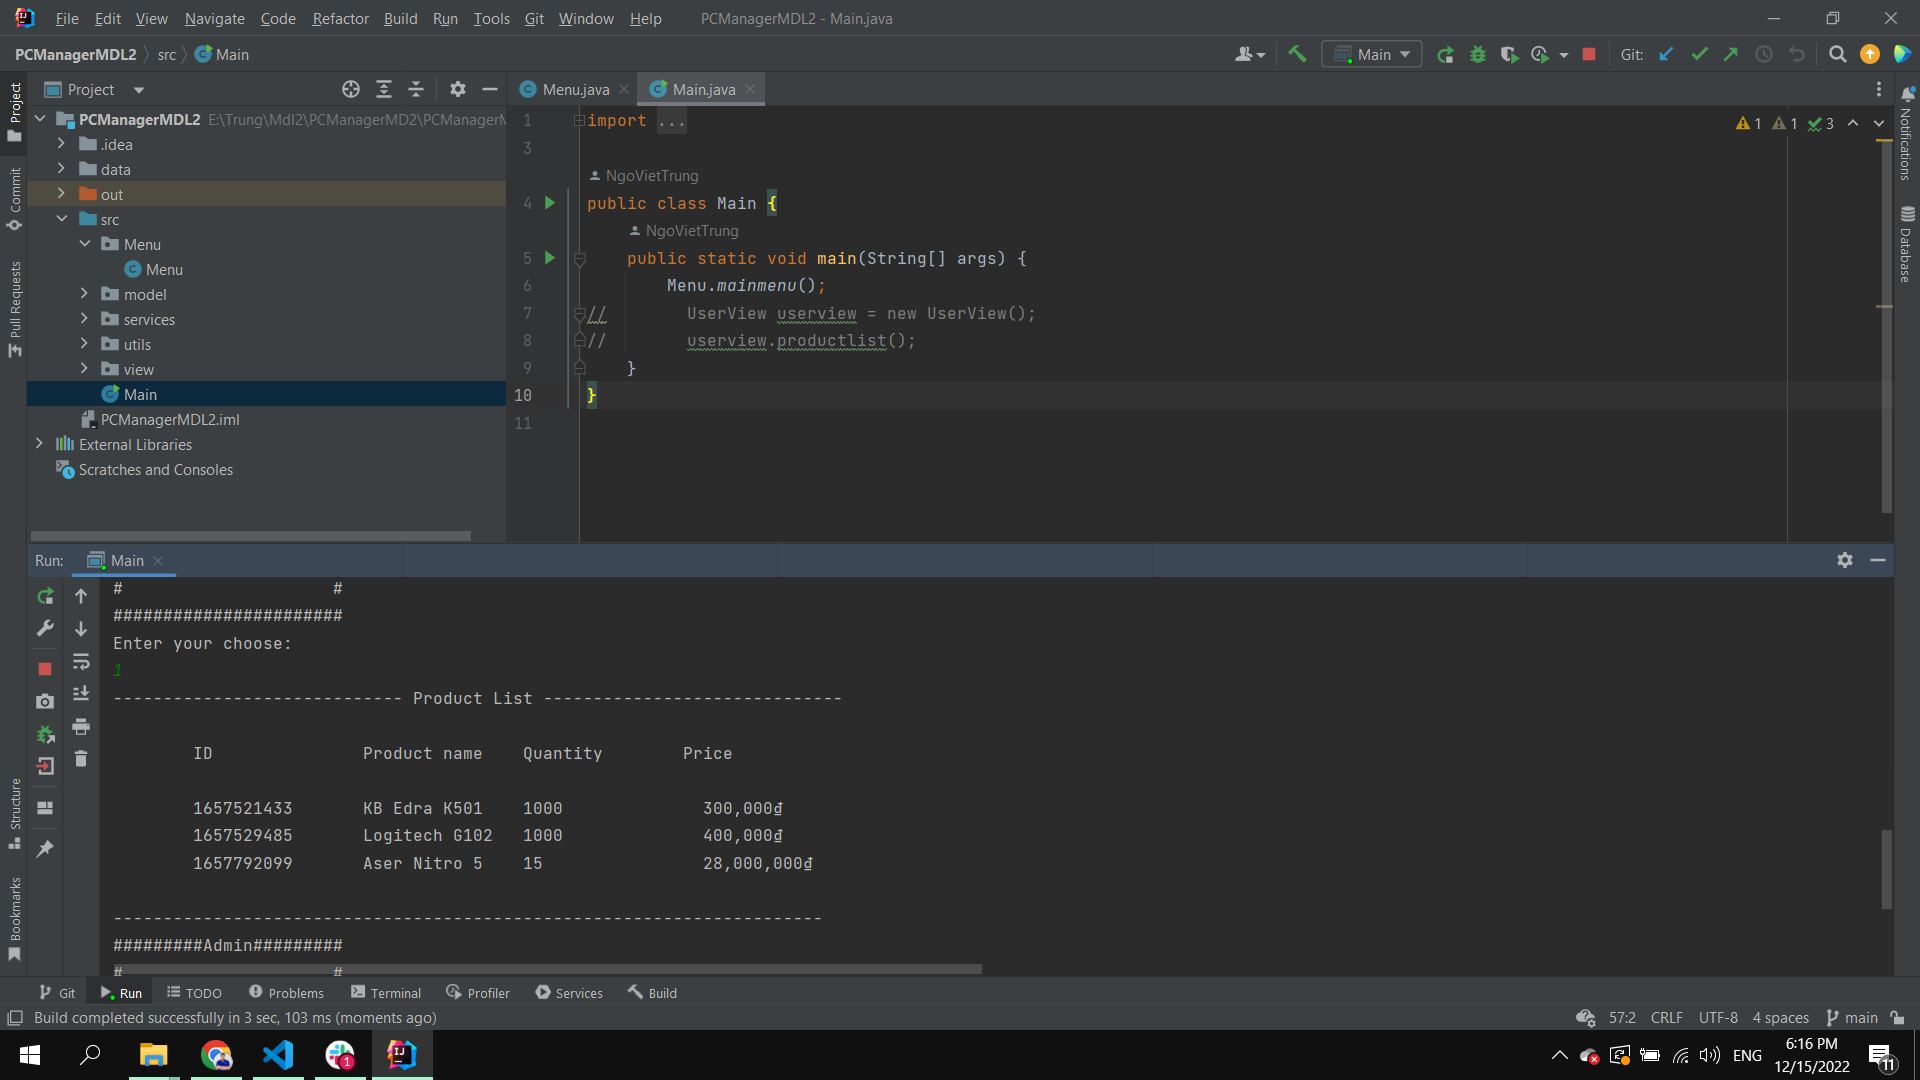 File Edit View Navigate Code Refactor Build Run Tools Git Window Help PCManagerMDL2 - Main.java
PCManagerMDL2 src Main
Main
Git:
Project
Menu.java
Main.java
PCManagerMDL2 E:\Trung\Mdl2\PCManagerMD2\PCManagerM
.idea
data
out
src
Menu
Menu
model
services
utils
view
Main
PCManagerMDL2.iml
External Libraries
Scratches and Consoles
1 import ...
3
NgoVietTrung
4 public class Main {
NgoVietTrung
5 public static void main(String[] args) {
6 Menu.mainmenu();
7 // UserView userview = new UserView();
8 // userview.productlist();
9 }
10 }
11
1 1 3
Project
Commit
Pull Requests
Structure
Bookmarks
Notifications
Database
Run: Main
# #
#######################
Enter your choose:
1
----------------------------- Product List ------------------------------
ID Product name Quantity Price
1657521433 KB Edra K501 1000 300,000₫
1657529485 Logitech G102 1000 400,000₫
1657792099 Aser Nitro 5 15 28,000,000₫
-----------------------------------------------------------------------
#########Admin#########
# #
Git Run TODO Problems Terminal Profiler Services Build
Build completed successfully in 3 sec, 103 ms (moments ago)
57:2 CRLF UTF-8 4 spaces main
1
ENG
6:16 PM
12/15/2022
11